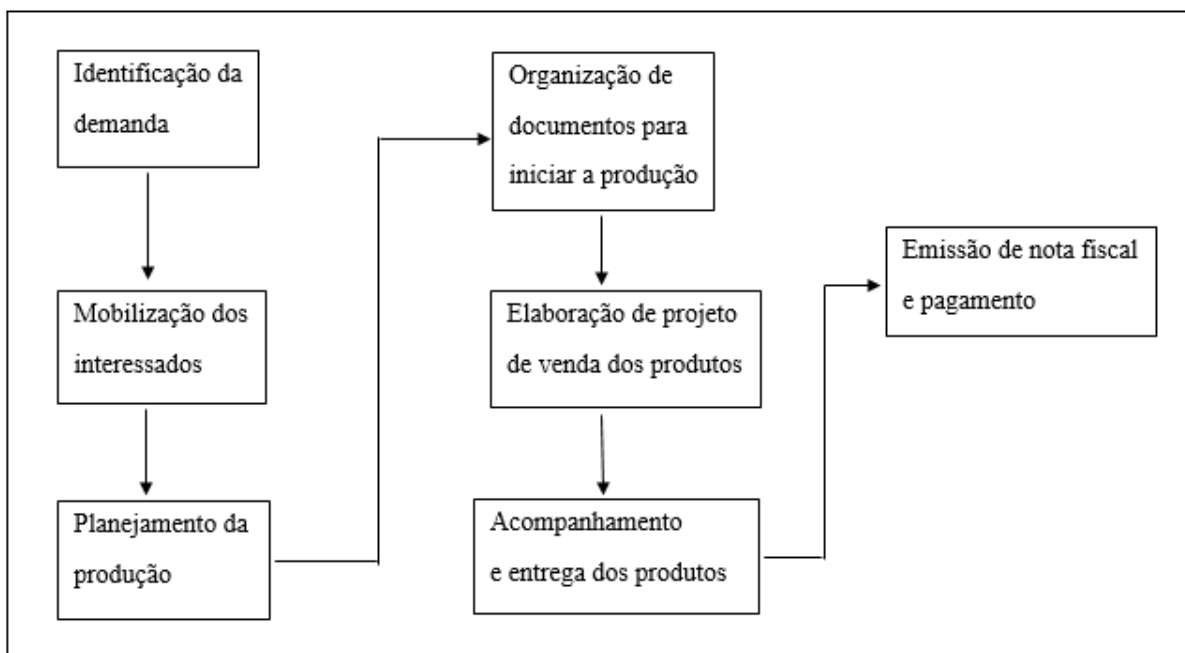 Identificação da
demanda
Mobilização dos
interessados
Planejamento da
produção
Organização de
documentos para
iniciar a produção
Elaboração de projeto
de venda dos produtos
Acompanhamento
e entrega dos produtos
Emissão de nota fiscal
e pagamento